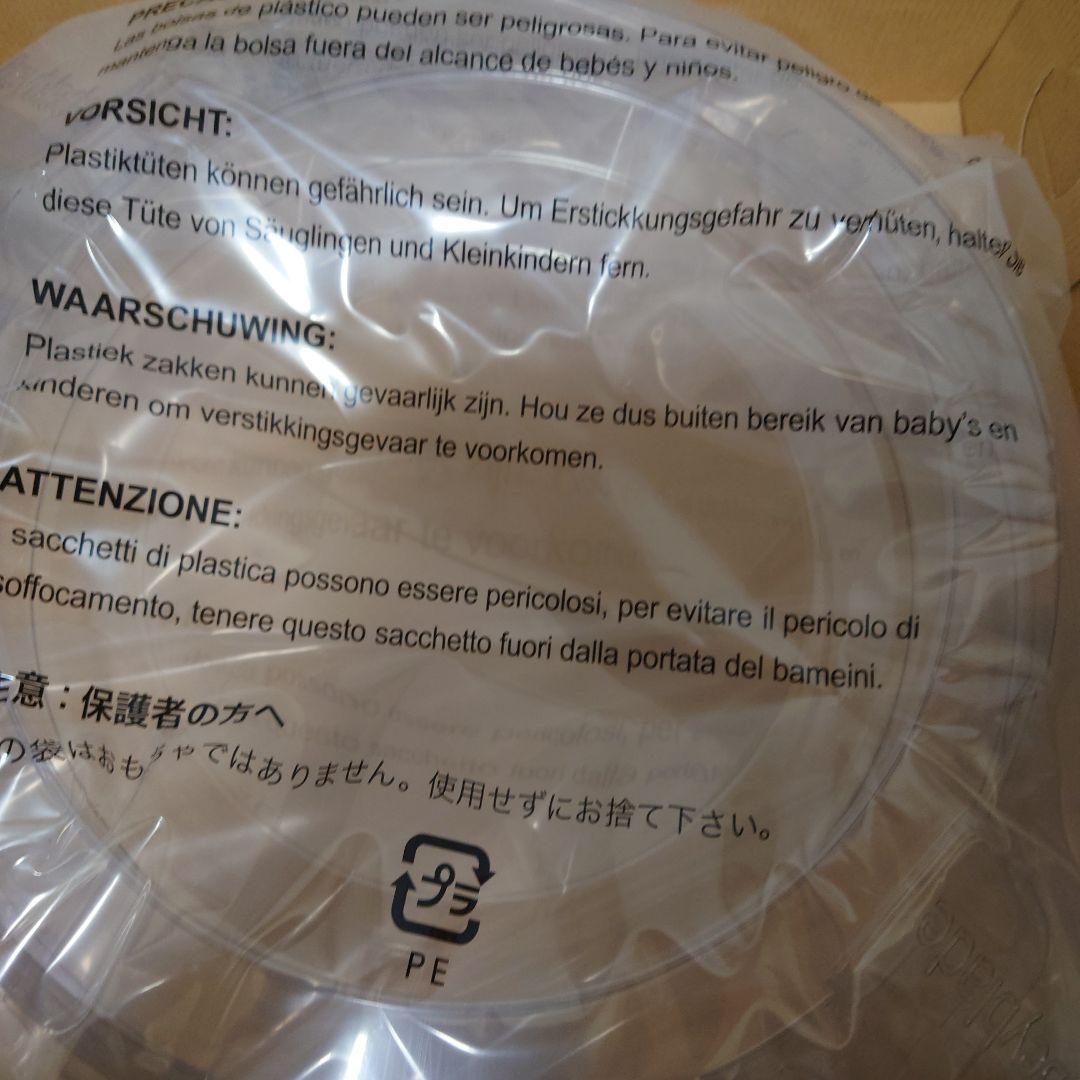 Las bolsas de plástico pueden ser peligrosas. Para evitar peligro de
mantenga la bolsa fuera del alcance de bebés y niños.
VORSICHT:
Plastiktüten können gefährlich sein. Um Erstickkungsgefahr zu verhüten, halten
diese Tüte von Säuglingen und Kleinkindern fern.
WAARSCHUWING:
Plastiek zakken kunnen gevaarlijk zijn. Hou ze dus buiten bereik van baby's en
kinderen om verstikkingsgevaar te voorkomen.
ATTENZIONE:
sacchetti di plastica possono essere pericolosi, per evitare il pericolo di
soffocamento, tenere questo sacchetto fuori dalla portata del bameini.
注意：保護者の方へ
の袋はおもちゃではありません。使用せずにお捨て下さい。
プラ
PE